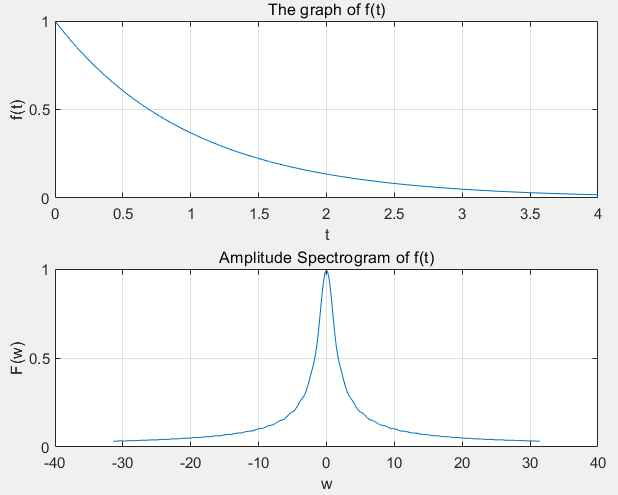 The graph of f(t)
1
0.5
0
f(t)
0 0.5 1 1.5 2 2.5 3 3.5 4
t
Amplitude Spectrogram of f(t)
1
0.5
0
F(w)
-40 -30 -20 -10 0 10 20 30 40
w